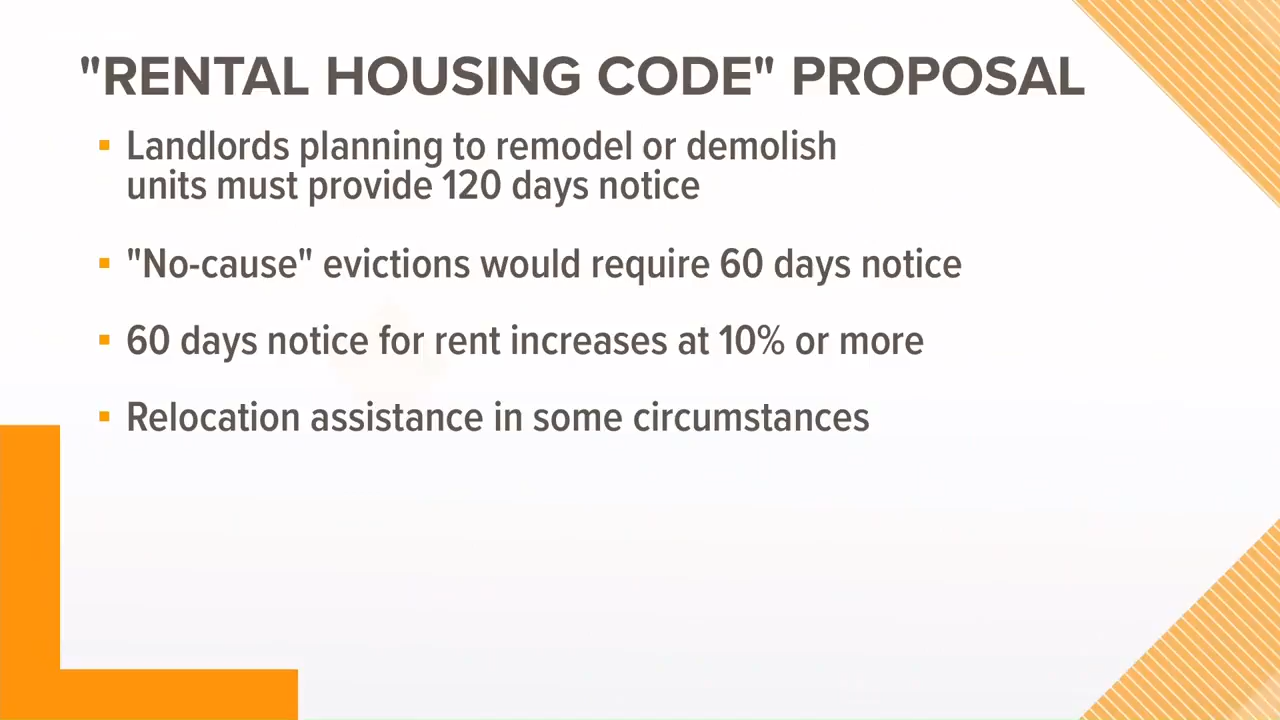 "RENTAL HOUSING CODE" PROPOSAL
▪ Landlords planning to remodel or demolish
units must provide 120 days notice
▪ "No-cause" evictions would require 60 days notice
▪ 60 days notice for rent increases at 10% or more
▪ Relocation assistance in some circumstances